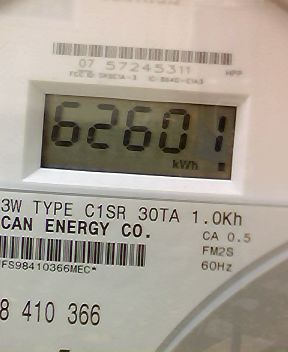 07 57245311
HPP
62601
kWh
3W TYPE C1SR 30TA 1.0Kh
CAN ENERGY CO.
CA 0.5
FM2S
60Hz
FS98410366MEC*
8 410 366